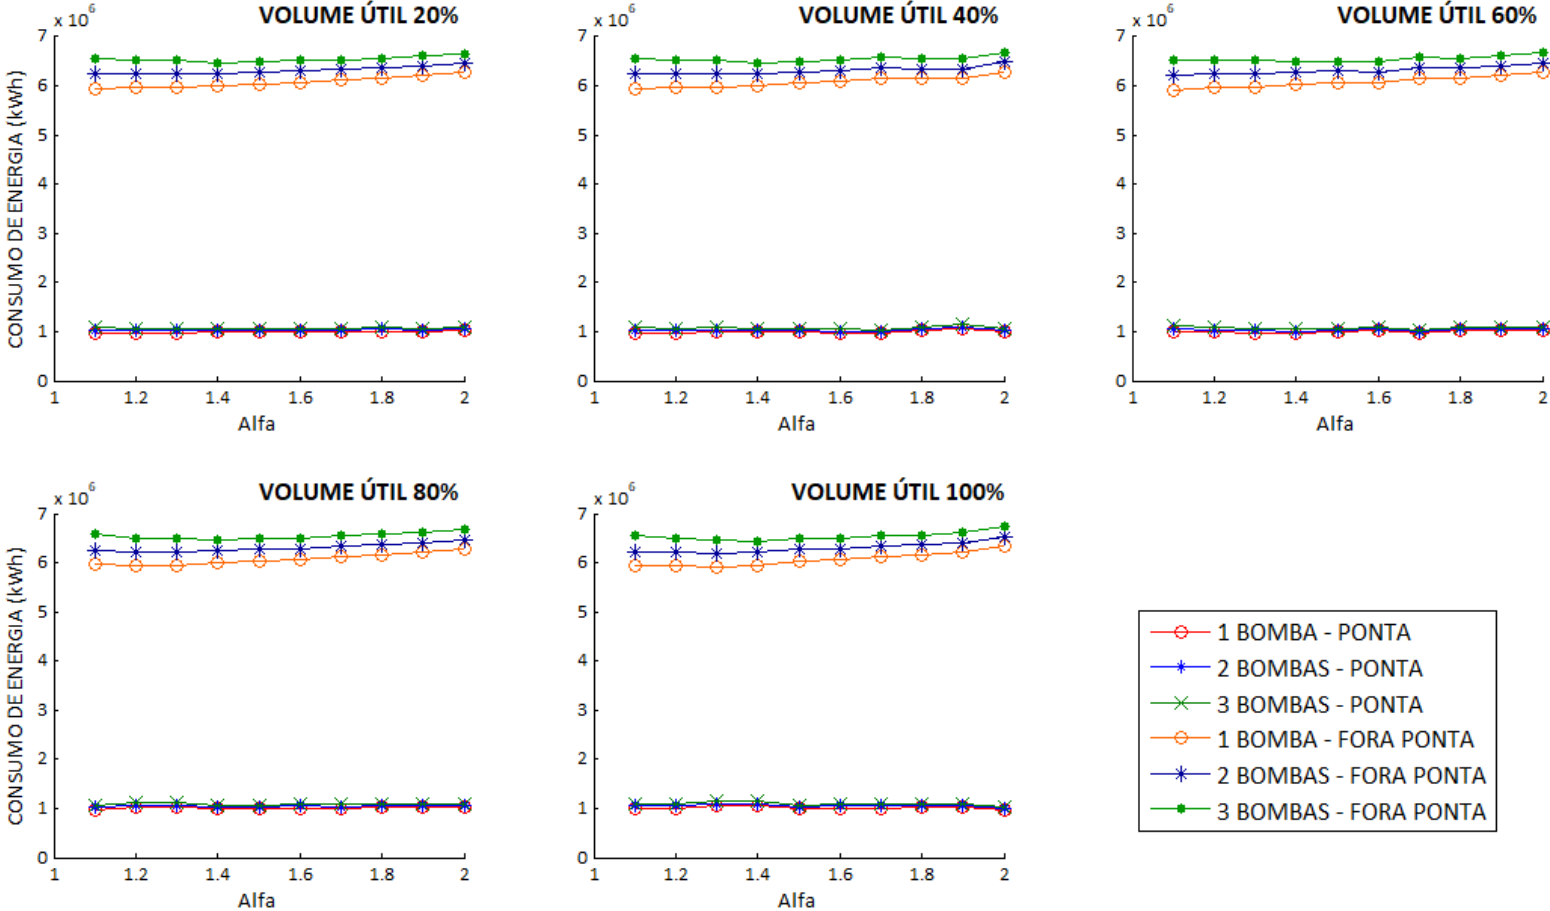 x 10^6
VOLUME ÚTIL 20%
CONSUMO DE ENERGIA (kWh)
7
6
5
4
3
2
1
0
1 1.2 1.4 1.6 1.8 2
Alfa
x 10^6
VOLUME ÚTIL 40%
7
6
5
4
3
2
1
0
1 1.2 1.4 1.6 1.8 2
Alfa
x 10^6
VOLUME ÚTIL 60%
7
6
5
4
3
2
1
0
1 1.2 1.4 1.6 1.8 2
Alfa
x 10^6
VOLUME ÚTIL 80%
CONSUMO DE ENERGIA (kWh)
7
6
5
4
3
2
1
0
1 1.2 1.4 1.6 1.8 2
Alfa
x 10^6
VOLUME ÚTIL 100%
7
6
5
4
3
2
1
0
1 1.2 1.4 1.6 1.8 2
Alfa
1 BOMBA - PONTA
2 BOMBAS - PONTA
3 BOMBAS - PONTA
1 BOMBA - FORA PONTA
2 BOMBAS - FORA PONTA
3 BOMBAS - FORA PONTA